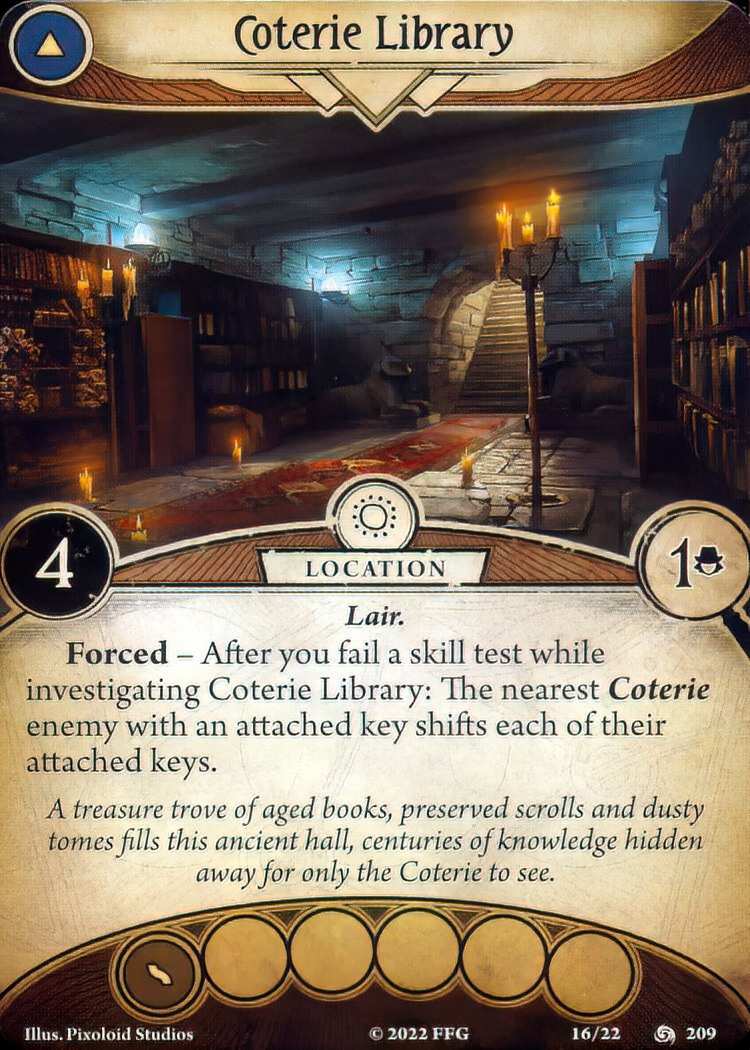 Coterie Library
4
LOCATION
1
Lair.
Forced – After you fail a skill test while
investigating Coterie Library: The nearest Coterie
enemy with an attached key shifts each of their
attached keys.
A treasure trove of aged books, preserved scrolls and dusty
tomes fills this ancient hall, centuries of knowledge hidden
away for only the Coterie to see.
Illus. Pixoloid Studios © 2022 FFG 16/22 209